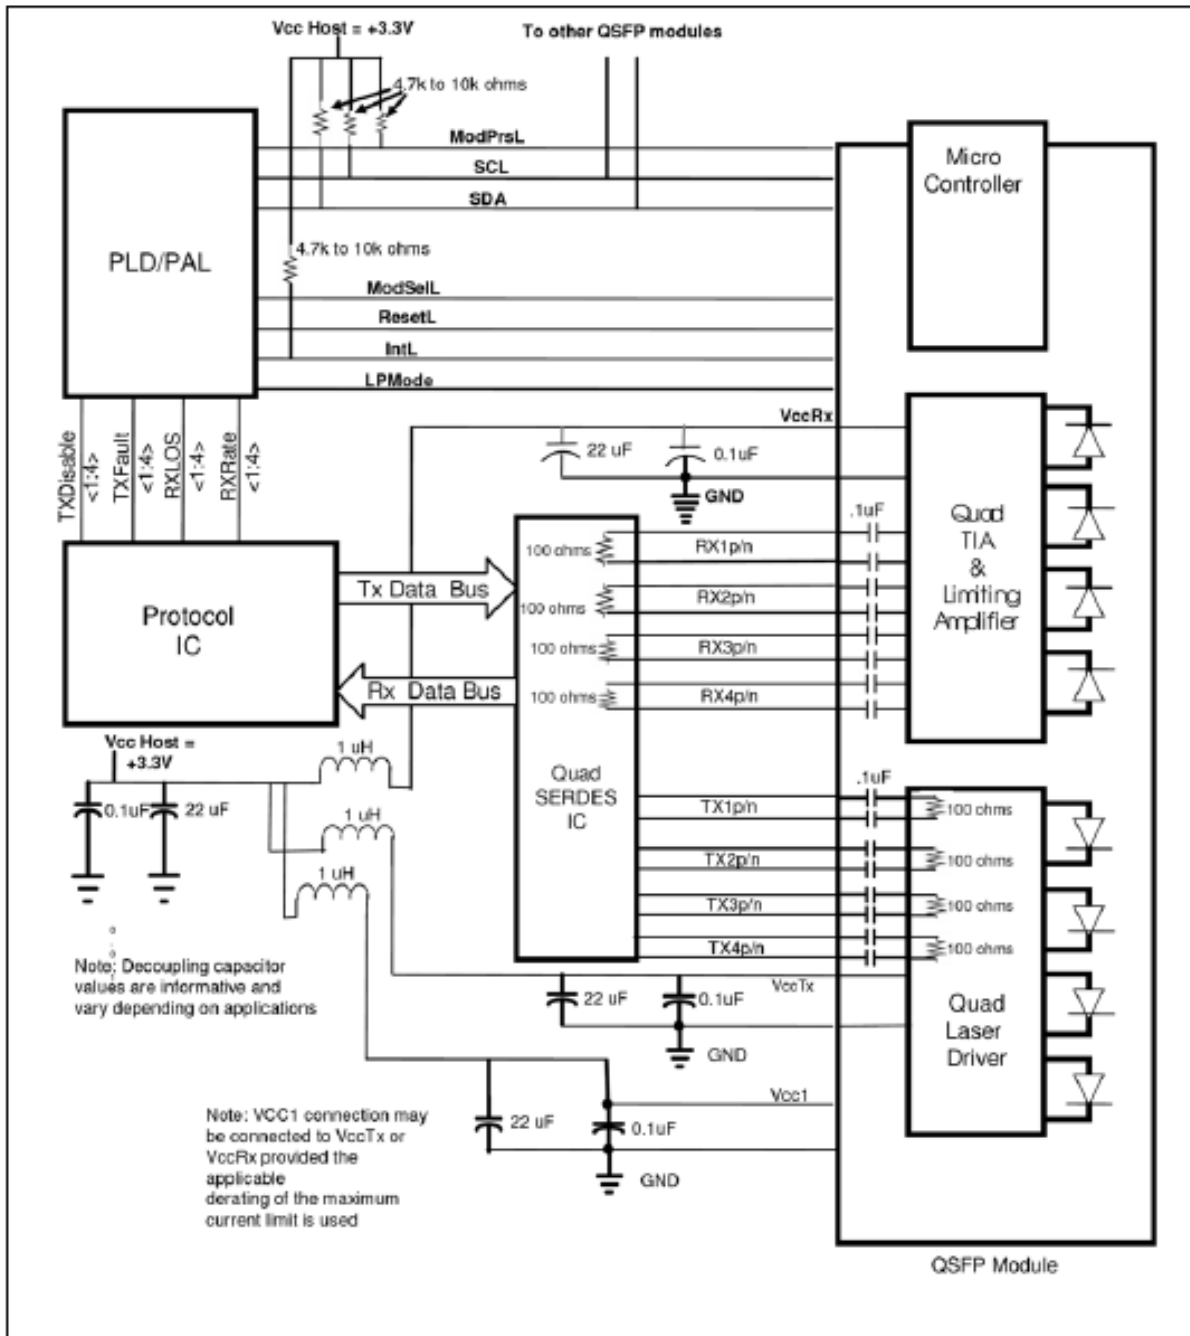 Vcc Host = +3.3V
To other QSFP modules
4.7k to 10k ohms
ModPrsL
SCL
SDA
4.7k to 10k ohms
PLD/PAL
ModSelL
ResetL
IntL
LPMode
Micro
Controller
TXDisable
<1:4>
TXFault
<1:4>
RXLOS
<1:4>
RXRate
<1:4>
VccRx
22 uF
0.1uF
GND
.1uF
Quad
TIA
&
Limiting
Amplifier
100 ohms
RX1p/n
100 ohms
RX2p/n
100 ohms
RX3p/n
100 ohms
RX4p/n
Tx Data Bus
Protocol
IC
Rx Data Bus
Vcc Host =
+3.3V
0.1uF
22 uF
1 uH
1 uH
1 uH
Quad
SERDES
IC
.1uF
TX1p/n
100 ohms
TX2p/n
100 ohms
TX3p/n
100 ohms
TX4p/n
100 ohms
Note: Decoupling capacitor
values are informative and
vary depending on applications
VccTx
22 uF
0.1uF
GND
Quad
Laser
Driver
Vcc1
22 uF
0.1uF
GND
Note: VCC1 connection may
be connected to VccTx or
VccRx provided the
applicable
derating of the maximum
current limit is used
QSFP Module